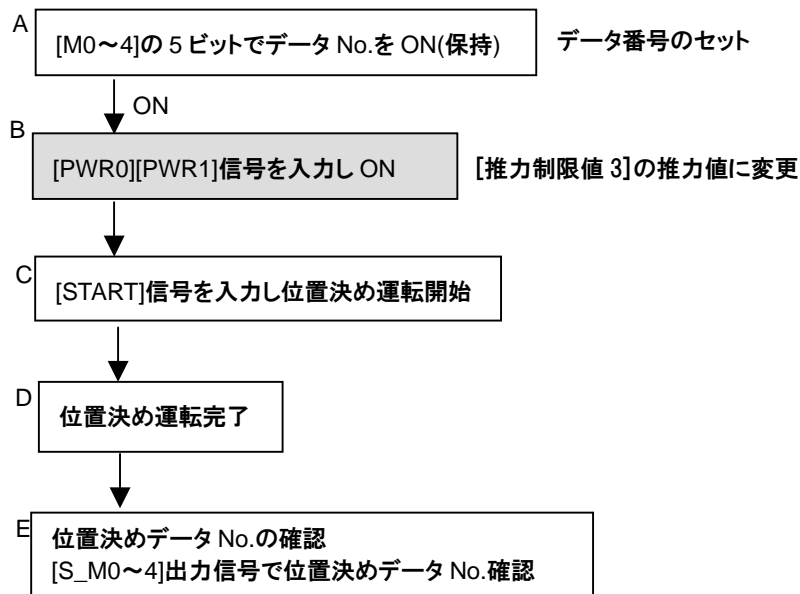 A
[M0～4]の 5 ビットでデータ No.を ON(保持)
データ番号のセット
ON
B
[PWR0][PWR1]信号を入力し ON
[推力制限値 3]の推力値に変更
C
[START]信号を入力し位置決め運転開始
D
位置決め運転完了
E
位置決めデータ No.の確認
[S_M0～4]出力信号で位置決めデータ No.確認